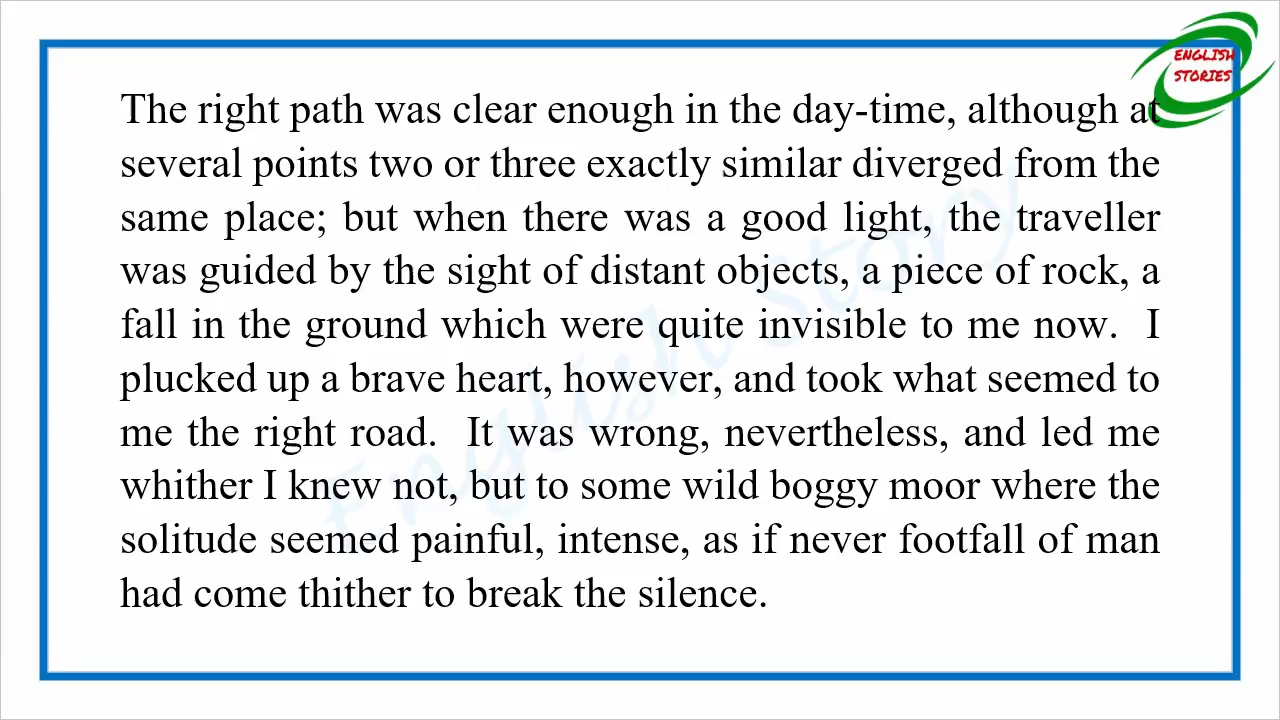 ENGLISH
STORIES
The right path was clear enough in the day-time, although at
several points two or three exactly similar diverged from the
same place; but when there was a good light, the traveller
was guided by the sight of distant objects, a piece of rock, a
fall in the ground which were quite invisible to me now. I
plucked up a brave heart, however, and took what seemed to
me the right road. It was wrong, nevertheless, and led me
whither I knew not, but to some wild boggy moor where the
solitude seemed painful, intense, as if never footfall of man
had come thither to break the silence.
English Story